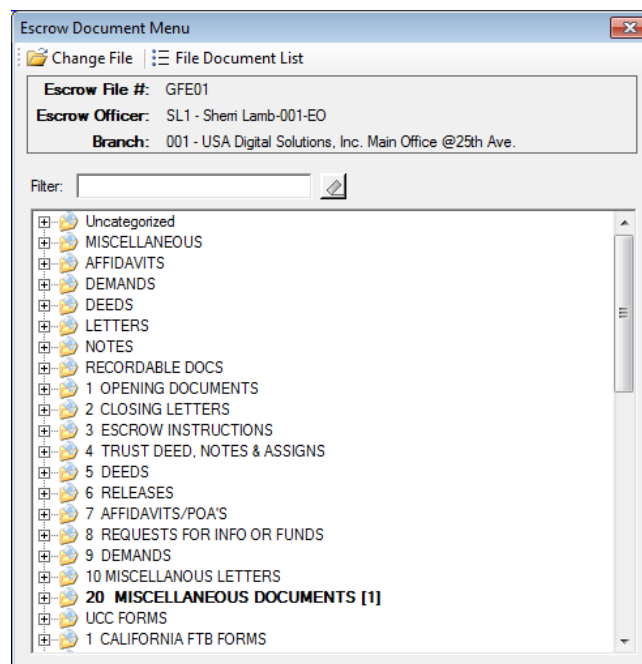 Escrow Document Menu
Change File File Document List
Escrow File #: GFE01
Escrow Officer: SL1 - Sherri Lamb-001-EO
Branch: 001 - USA Digital Solutions, Inc. Main Office @25th Ave.
Filter:
Uncategorized
MISCELLANEOUS
AFFIDAVITS
DEMANDS
DEEDS
LETTERS
NOTES
RECORDABLE DOCS
1 OPENING DOCUMENTS
2 CLOSING LETTERS
3 ESCROW INSTRUCTIONS
4 TRUST DEED, NOTES & ASSIGNS
5 DEEDS
6 RELEASES
7 AFFIDAVITS/POA'S
8 REQUESTS FOR INFO OR FUNDS
9 DEMANDS
10 MISCELLANOUS LETTERS
20 MISCELLANEOUS DOCUMENTS [1]
UCC FORMS
1 CALIFORNIA FTB FORMS